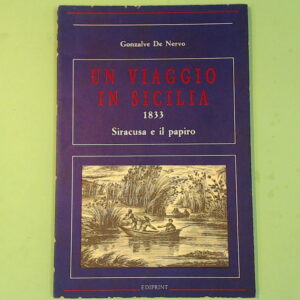 Gonzalve De Nervo
UN VIAGGIO
IN SICILIA
1833
Siracusa e il papiro
EDIPRINT